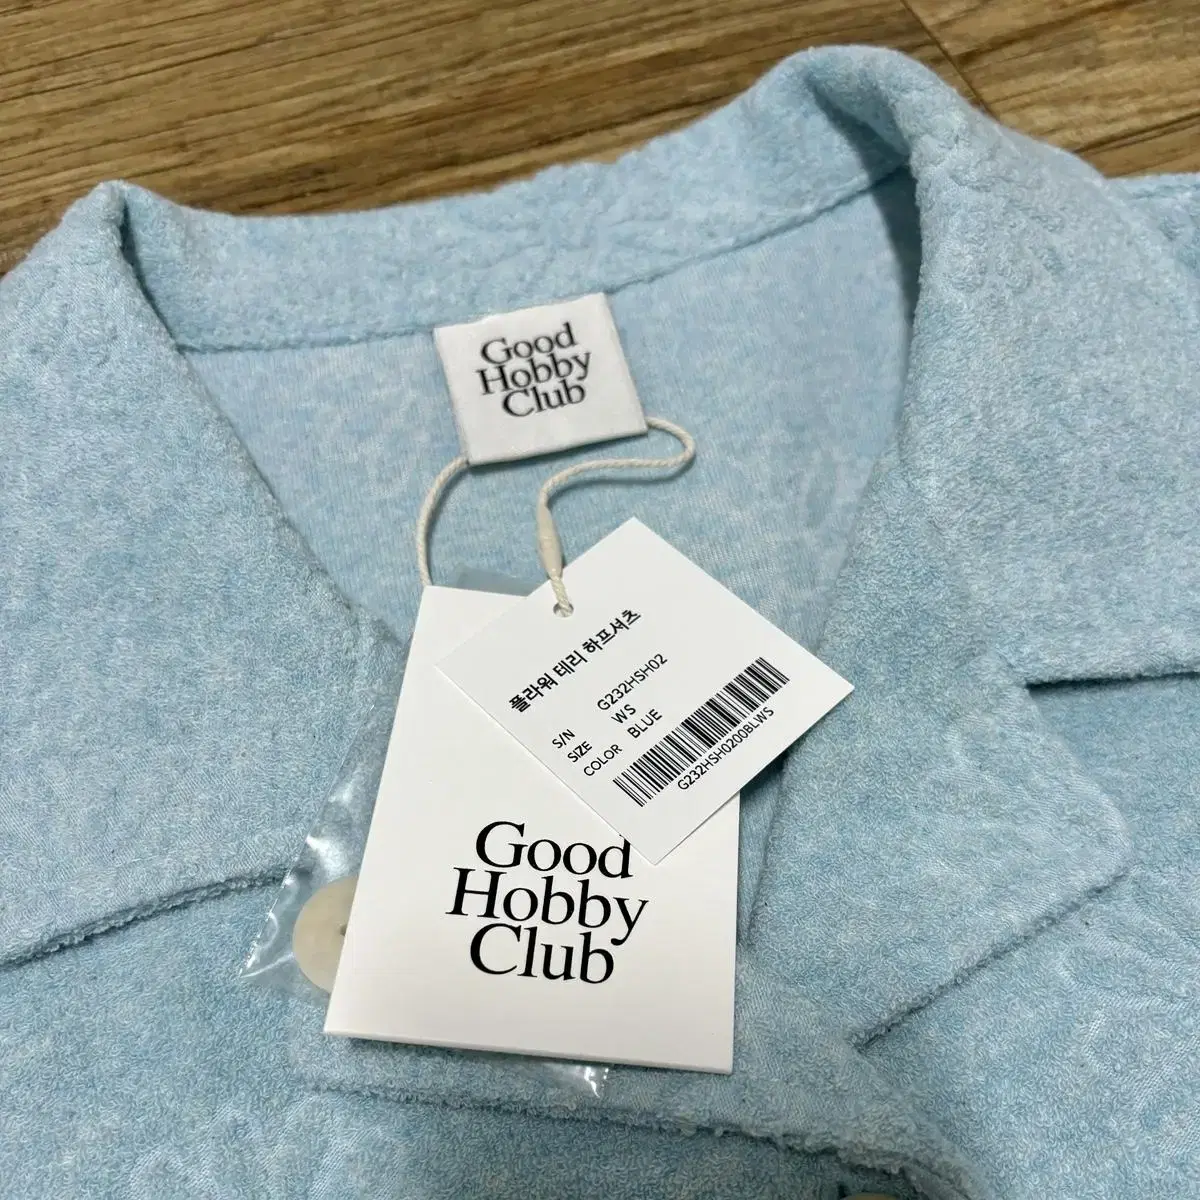 Good
Hobby
Club
플라워 테리 하프셔츠
S/N G232HSH02
SIZE WS
COLOR BLUE
G232HSH0200BLWS
Good
Hobby
Club